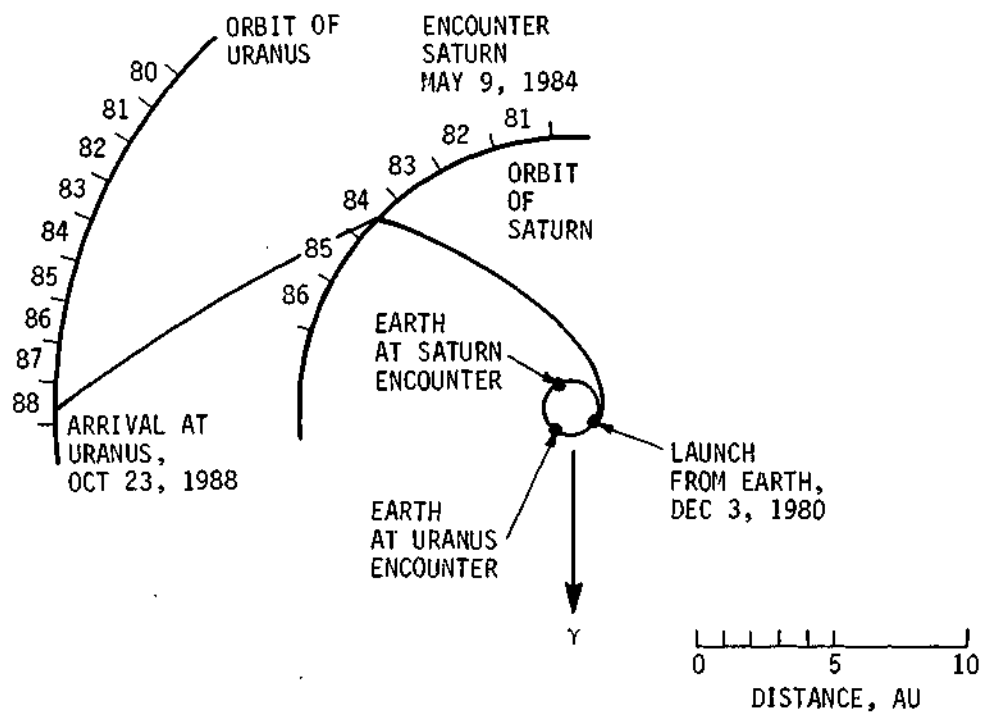 ORBIT OF
URANUS
ENCOUNTER
SATURN
MAY 9, 1984
80
81
82
83
84
85
86
87
88
81
82
83
84
85
86
ORBIT
OF
SATURN
EARTH
AT SATURN
ENCOUNTER
ARRIVAL AT
URANUS,
OCT 23, 1988
LAUNCH
FROM EARTH,
DEC 3, 1980
EARTH
AT URANUS
ENCOUNTER
γ
0 5 10
DISTANCE, AU